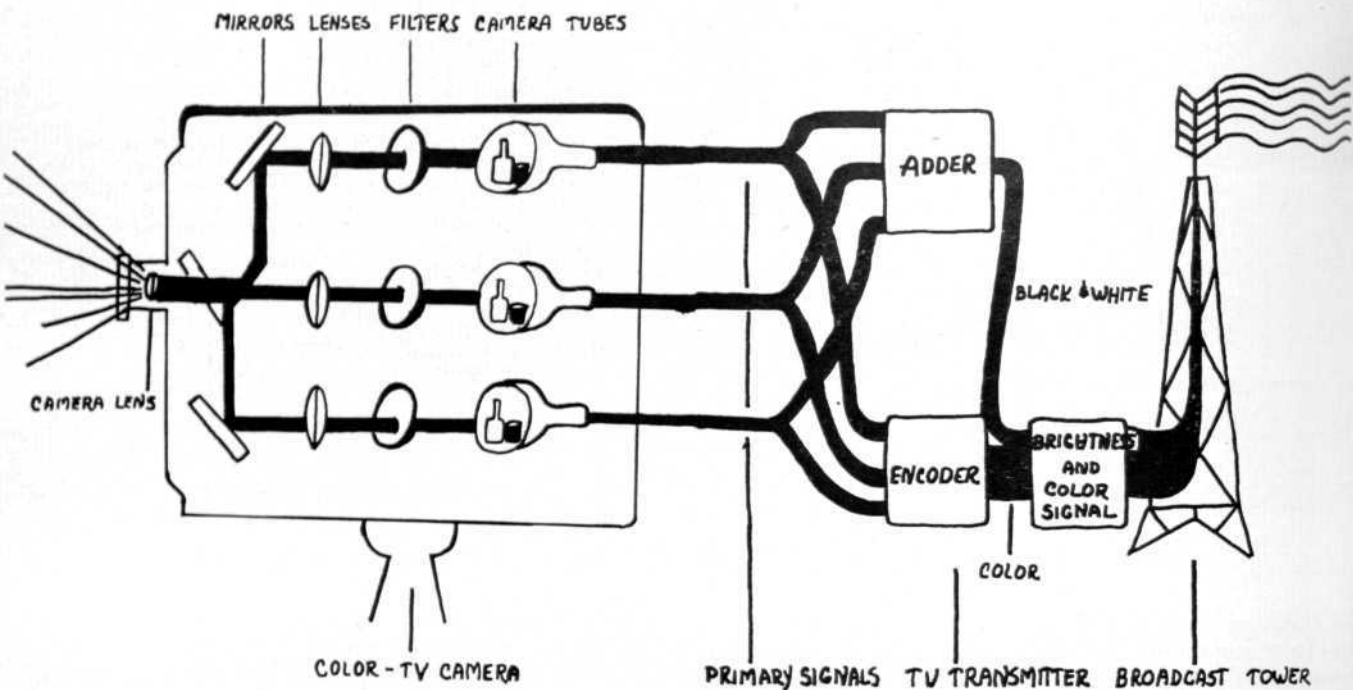 MIRRORS LENSES FILTERS CAMERA TUBES
ADDER
BLACK & WHITE
CAMERA LENS
ENCODER
BRIGHTNESS
AND
COLOR
SIGNAL
COLOR
COLOR-TV CAMERA
PRIMARY SIGNALS
TV TRANSMITTER
BROADCAST TOWER